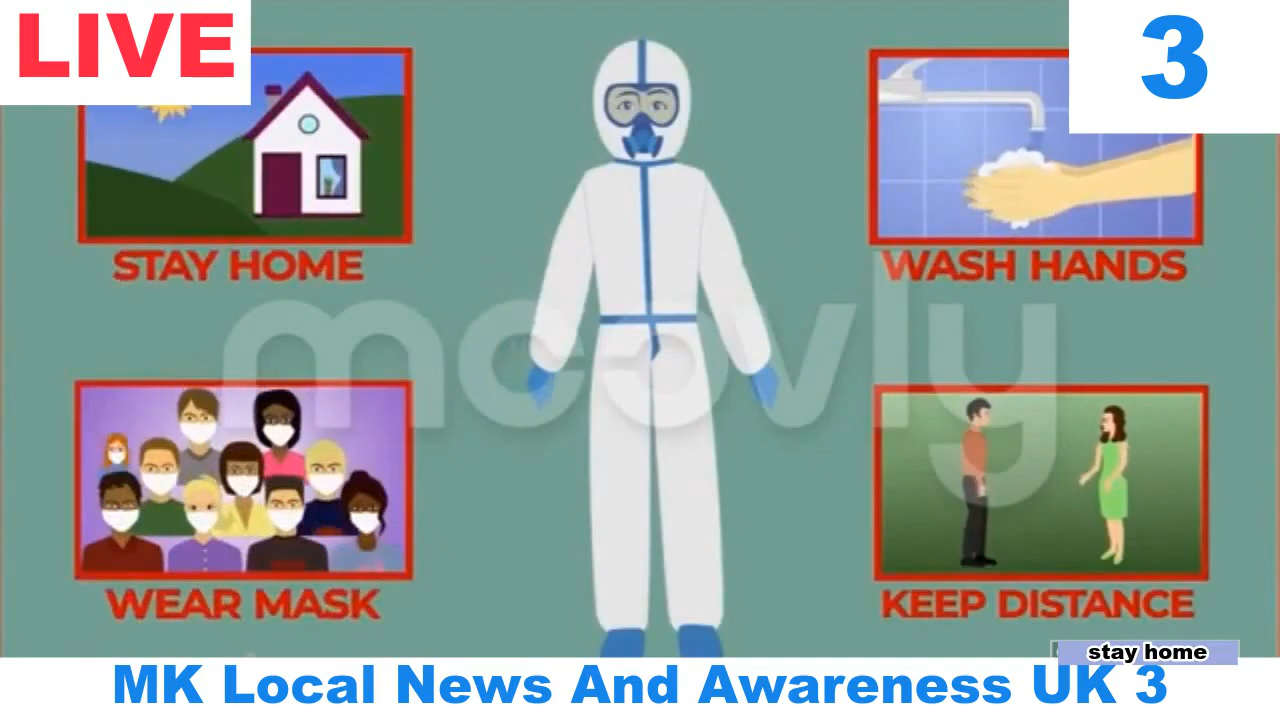 LIVE
3
STAY HOME
WASH HANDS
moovly
WEAR MASK
KEEP DISTANCE
stay home
MK Local News And Awareness UK 3